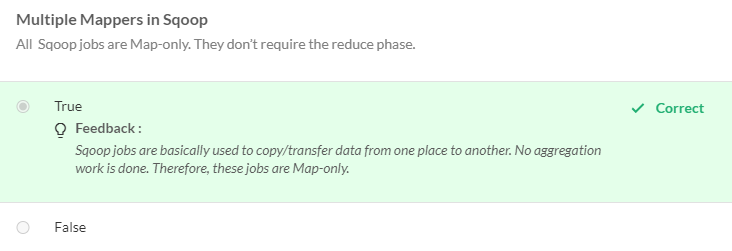 Multiple Mappers in Sqoop
All Sqoop jobs are Map-only. They don't require the reduce phase.
True
Correct
Feedback :
Sqoop jobs are basically used to copy/transfer data from one place to another. No aggregation
work is done. Therefore, these jobs are Map-only.
False